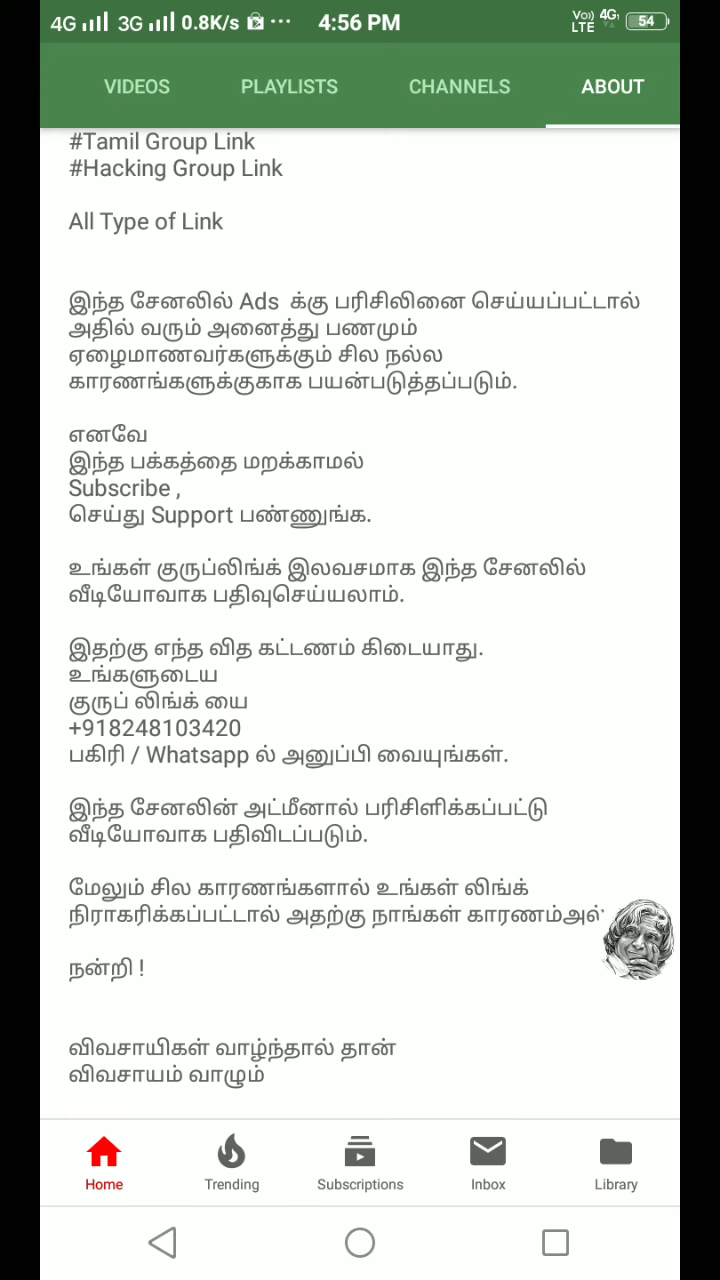 4G 3G 0.8K/s ··· 4:56 PM VoLTE 4G 54
VIDEOS PLAYLISTS CHANNELS ABOUT
#Tamil Group Link
#Hacking Group Link
All Type of Link
இந்த சேனலில் Ads க்கு பரிசிலினை செய்யப்பட்டால்
அதில் வரும் அனைத்து பணமும்
ஏழைமாணவர்களுக்கும் சில நல்ல
காரணங்களுக்குகாக பயன்படுத்தப்படும்.
எனவே
இந்த பக்கத்தை மறக்காமல்
Subscribe ,
செய்து Support பண்ணுங்க.
உங்கள் குருப்லிங்க் இலவசமாக இந்த சேனலில்
வீடியோவாக பதிவுசெய்யலாம்.
இதற்கு எந்த வித கட்டணம் கிடையாது.
உங்களுடைய
குருப் லிங்க் யை
+918248103420
பகிரி / Whatsapp ல் அனுப்பி வையுங்கள்.
இந்த சேனலின் அட்மீனால் பரிசிளிக்கப்பட்டு
வீடியோவாக பதிவிடப்படும்.
மேலும் சில காரணங்களால் உங்கள் லிங்க்
நிராகரிக்கப்பட்டால் அதற்கு நாங்கள்
நன்றி !
விவசாயிகள் வாழ்ந்தால் தான்
விவசாயம் வாழும்
Home Trending Subscriptions Inbox Library